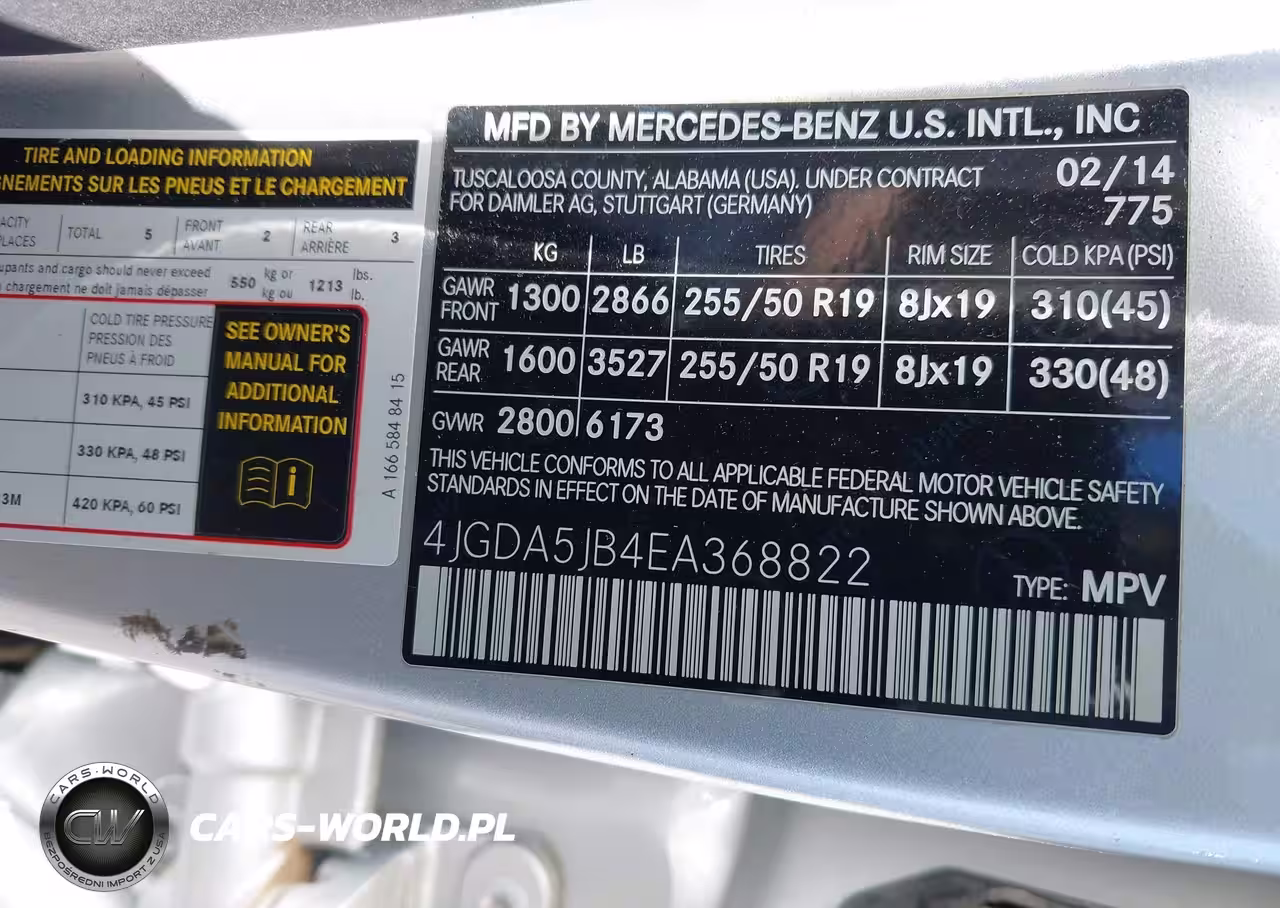 TIRE AND LOADING INFORMATION
GNEMENTS SUR LES PNEUS ET LE CHARGEMENT
ACITY
PLACES
TOTAL 5
FRONT
AVANT
2
REAR
ARRIÈRE
3
upants and cargo should never exceed
chargement ne doit jamais dépasser
550
kg or
kg ou
1213
lbs.
lb.
COLD TIRE PRESSURE
PRESSION DES
PNEUS À FROID
310 KPA, 45 PSI
330 KPA, 48 PSI
3M
420 KPA, 60 PSI
SEE OWNER'S
MANUAL FOR
ADDITIONAL
INFORMATION
i
A 166 584 84 15
MFD BY MERCEDES-BENZ U.S. INTL., INC
TUSCALOOSA COUNTY, ALABAMA (USA). UNDER CONTRACT
FOR DAIMLER AG, STUTTGART (GERMANY)
02/14
775
KG LB TIRES RIM SIZE COLD KPA (PSI)
GAWR
FRONT
1300 2866 255/50 R19 8Jx19 310(45)
GAWR
REAR
1600 3527 255/50 R19 8Jx19 330(48)
GVWR 2800 6173
THIS VEHICLE CONFORMS TO ALL APPLICABLE FEDERAL MOTOR VEHICLE SAFETY
STANDARDS IN EFFECT ON THE DATE OF MANUFACTURE SHOWN ABOVE.
4JGDA5JB4EA368822
TYPE: MPV
CARS-WORLD
CW
BEZPOŚREDNI IMPORT Z USA
CARS-WORLD.PL